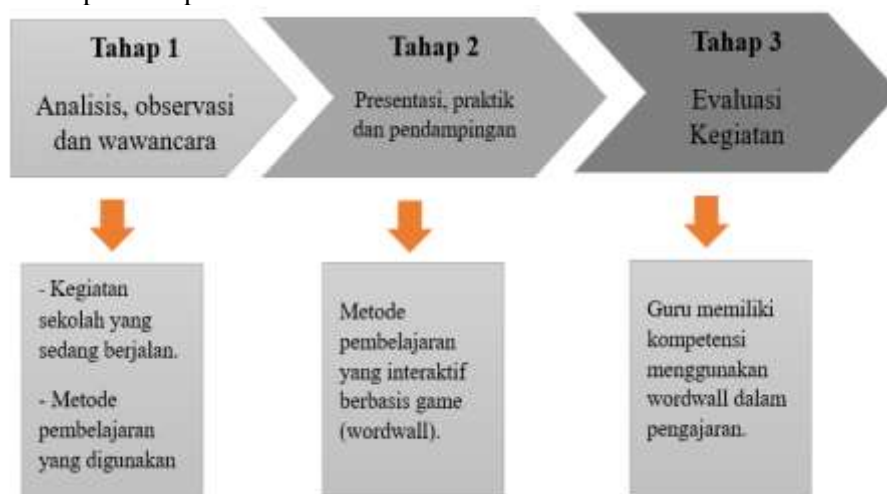 Tahap 1
Analisis, observasi
dan wawancara
Tahap 2
Presentasi, praktik
dan pendampingan
Tahap 3
Evaluasi
Kegiatan
- Kegiatan
sekolah yang
sedang berjalan.
- Metode
pembelajaran
yang digunakan
Metode
pembelajaran
yang interaktif
berbasis game
(wordwall).
Guru memiliki
kompetensi
menggunakan
wordwall dalam
pengajaran.